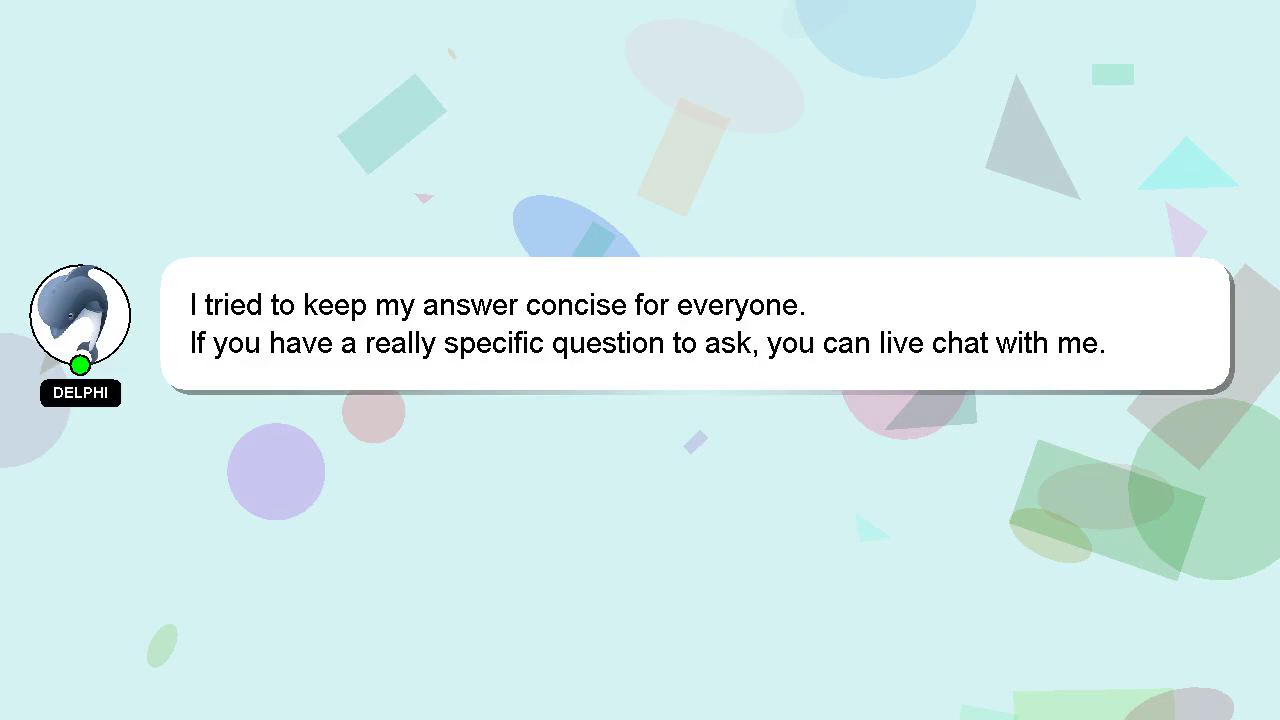 I tried to keep my answer concise for everyone.
If you have a really specific question to ask, you can live chat with me.
DELPHI